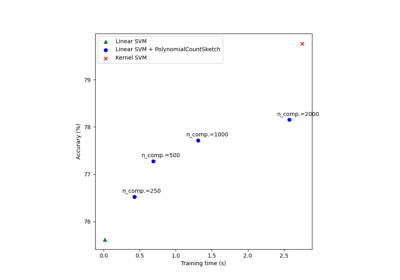 Linear SVM
Linear SVM + PolynomialCountSketch
Kernel SVM
79
n_comp.=2000
78
n_comp.=1000
n_comp.=500
77
n_comp.=250
76
Accurary (%)
0.0 0.5 1.0 1.5 2.0 2.5
Training time (s)